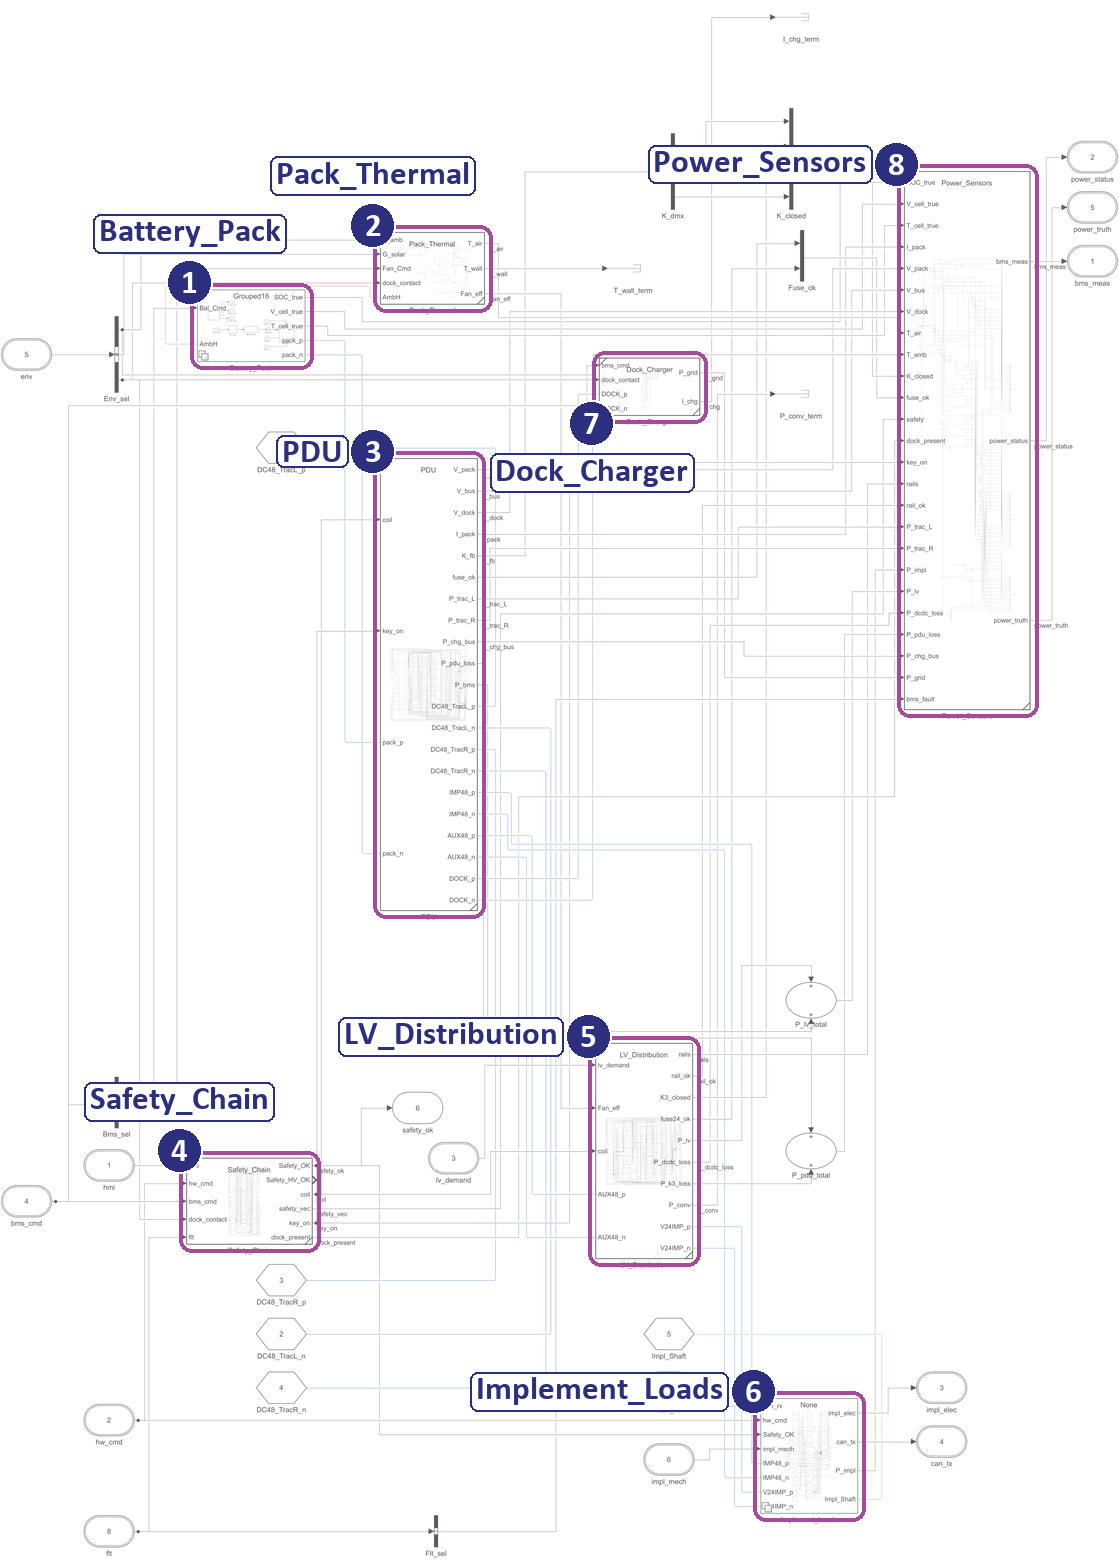 I_chg_term
K_dmx
K_closed
Power_Sensors
8
2
power_status
5
power_truth
1
bms_meas
Fuse_ok
T_wall_term
P_conv_term
Pack_Thermal
2
Pack_Thermal
G_solar
Fan_Cmd
dock_contact
AmbH
T_air
T_wall
Fan_eff
Battery_Pack
1
Grouped16
Bal_Cmd
AmbH
SOC_true
V_cell_true
T_cell_true
pack_p
pack_n
5
env
Env_sel
Power_Sensors
V_cell_true
T_cell_true
I_pack
V_pack
V_bus
V_dock
T_air
T_amb
K_closed
fuse_ok
safety
dock_present
key_on
rails
rail_ok
P_trac_L
P_trac_R
P_impl
P_lv
P_dcdc_loss
P_pdu_loss
P_chg_bus
P_grid
bms_fault
bms_meas
power_status
power_truth
Dock_Charger
bms_cmd
dock_contact
DOCK_p
P_grid
I_chg
7
Dock_Charger
PDU
3
DC48_TracL_p
PDU
coil
key_on
pack_p
pack_n
V_pack
V_bus
V_dock
I_pack
K_fb
fuse_ok
P_trac_L
P_trac_R
P_chg_bus
P_pdu_loss
P_bms
DC48_TracL_p
DC48_TracL_n
DC48_TracR_p
DC48_TracR_n
IMP48_p
IMP48_n
AUX48_p
AUX48_n
DOCK_p
DOCK_n
P_lv_total
P_pdu_total
LV_Distribution
5
LV_Distribution
lv_demand
Fan_eff
coil
AUX48_p
AUX48_n
rails
rail_ok
K3_closed
fuse24_ok
P_lv
P_dcdc_loss
P_k3_loss
P_conv
V24IMP_p
V24IMP_n
Safety_Chain
4
Bms_sel
1
hmi
4
bms_cmd
Safety_Chain
hw_cmd
bms_cmd
dock_contact
flt
Safety_OK
Safety_HV_OK
coil
safety_vec
key_on
dock_present
6
safety_ok
3
lv_demand
3
DC48_TracR_p
2
DC48_TracL_n
4
DC48_TracR_n
5
Impl_Shaft
Implement_Loads
6
None
hw_cmd
Safety_OK
impl_mech
IMP48_p
IMP48_n
V24IMP_p
impl_elec
can_tx
P_impl
Impl_Shaft
3
impl_elec
4
can_tx
6
impl_mech
2
hw_cmd
8
flt
Flt_sel